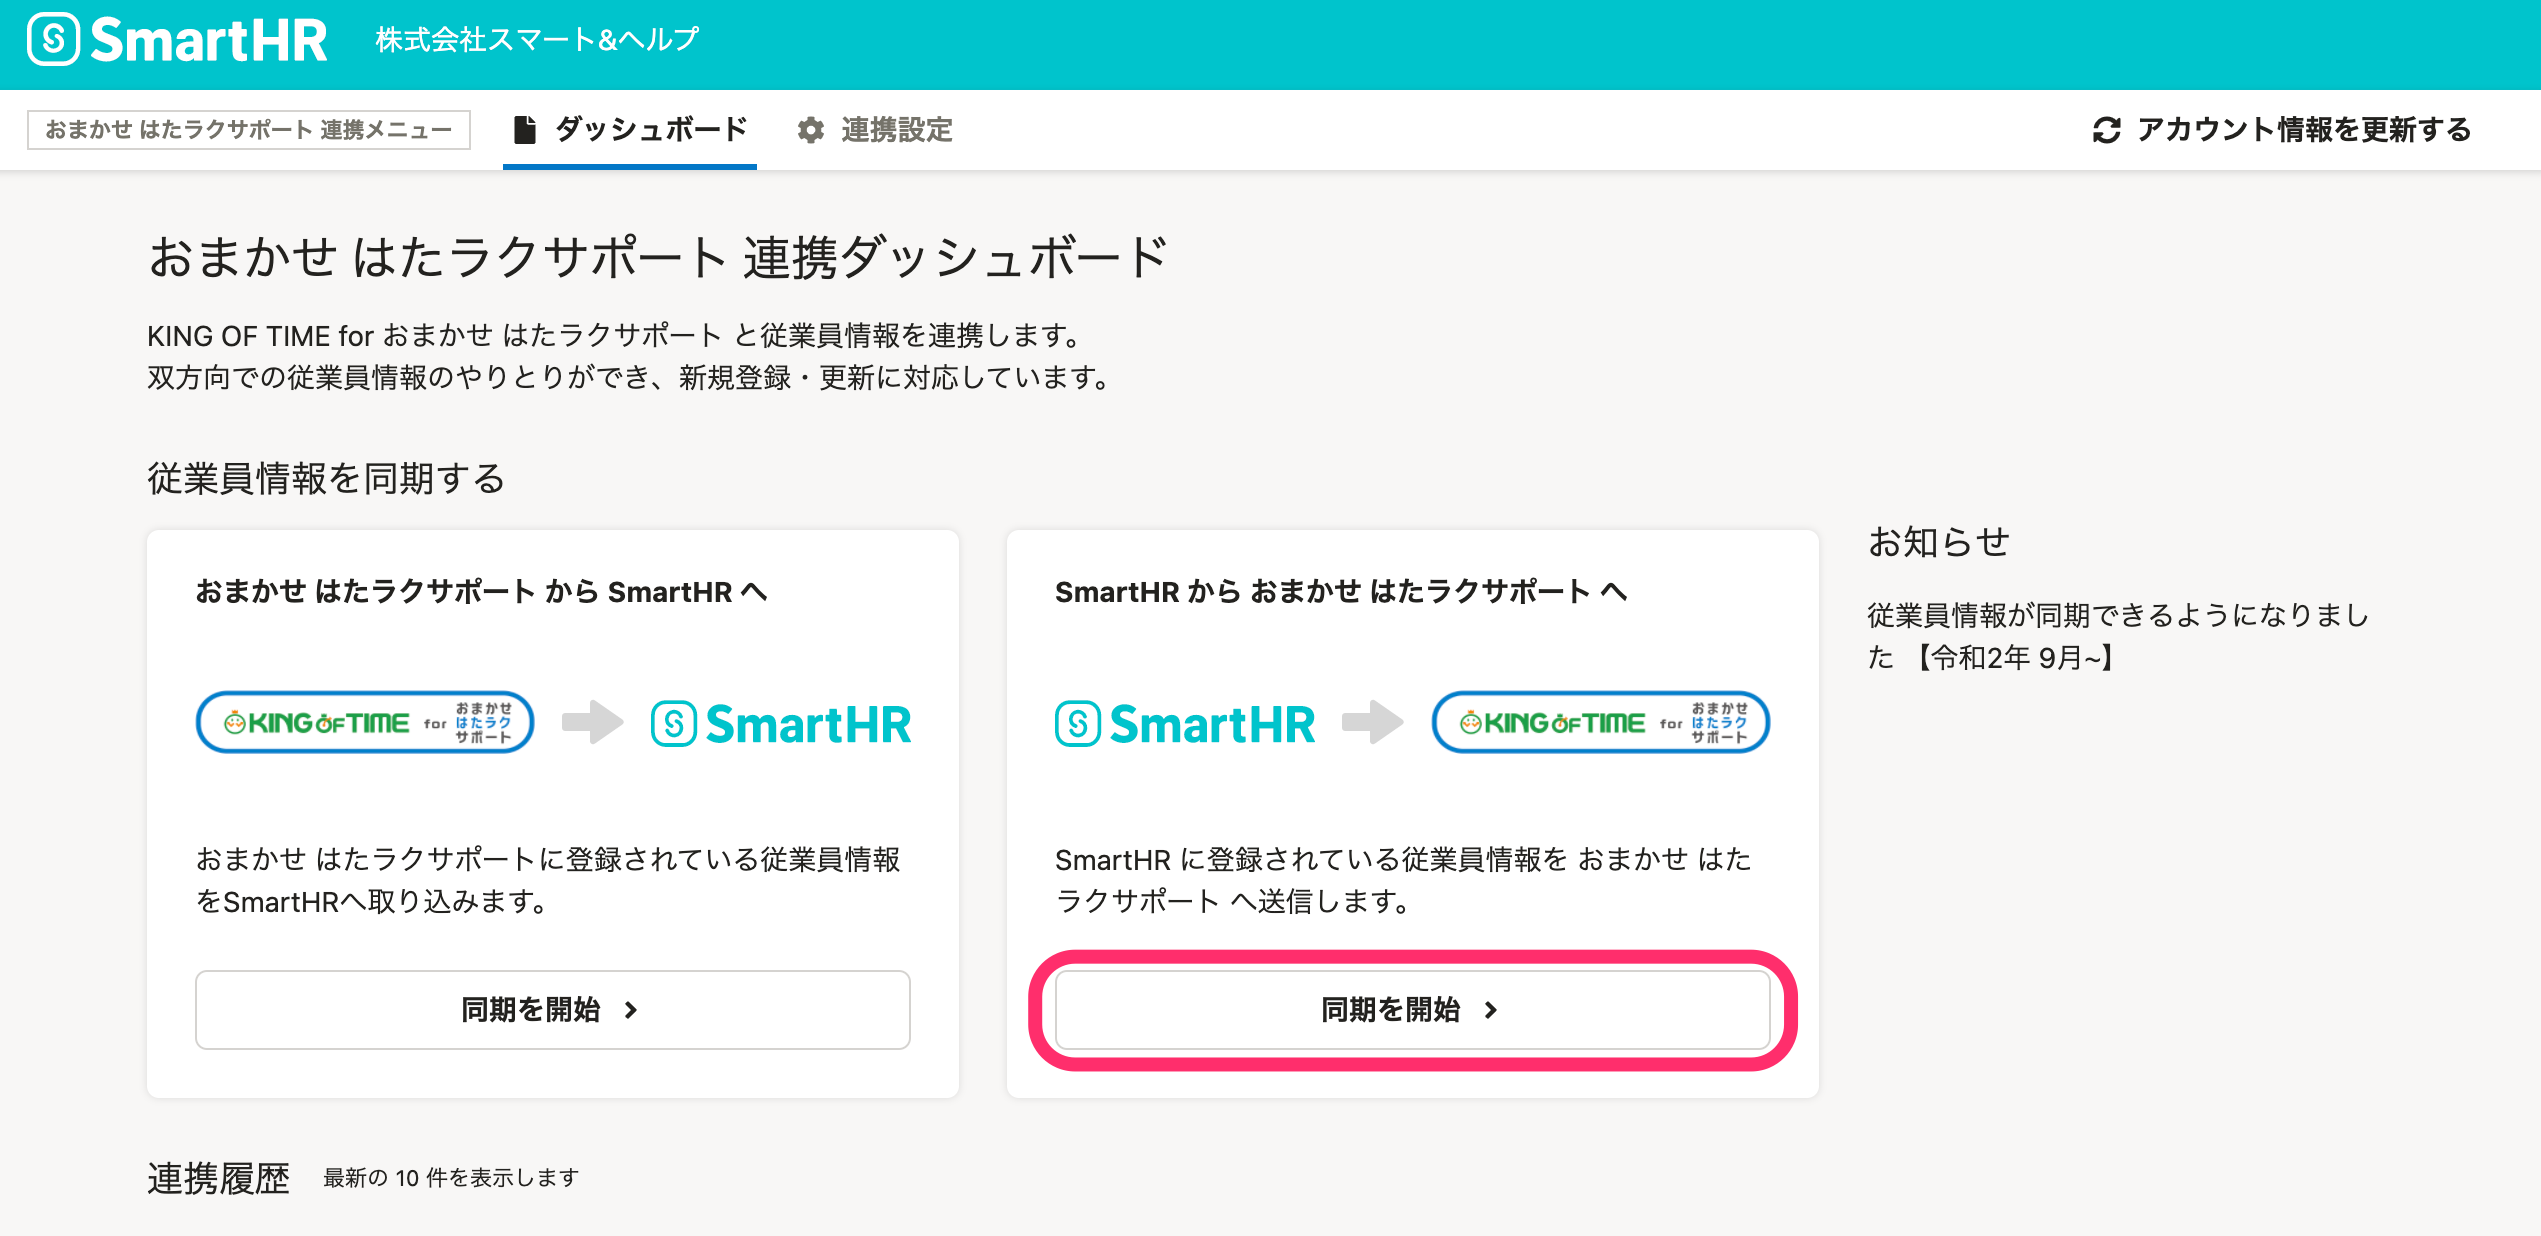 SmartHR 株式会社スマート&ヘルプ
おまかせ はたラクサポート 連携メニュー ダッシュボード 連携設定 アカウント情報を更新する
おまかせ はたラクサポート 連携ダッシュボード
KING OF TIME for おまかせ はたラクサポート と従業員情報を連携します。
双方向での従業員情報のやりとりができ、新規登録・更新に対応しています。
従業員情報を同期する
おまかせ はたラクサポート から SmartHR へ
KING OF TIME for おまかせ はたラク サポート SmartHR
おまかせ はたラクサポートに登録されている従業員情報
をSmartHRへ取り込みます。
同期を開始
SmartHR から おまかせ はたラクサポート へ
SmartHR KING OF TIME for おまかせ はたラク サポート
SmartHR に登録されている従業員情報を おまかせ はた
ラクサポート へ送信します。
同期を開始
お知らせ
従業員情報が同期できるようになりまし
た 【令和2年 9月~】
連携履歴 最新の 10 件を表示します